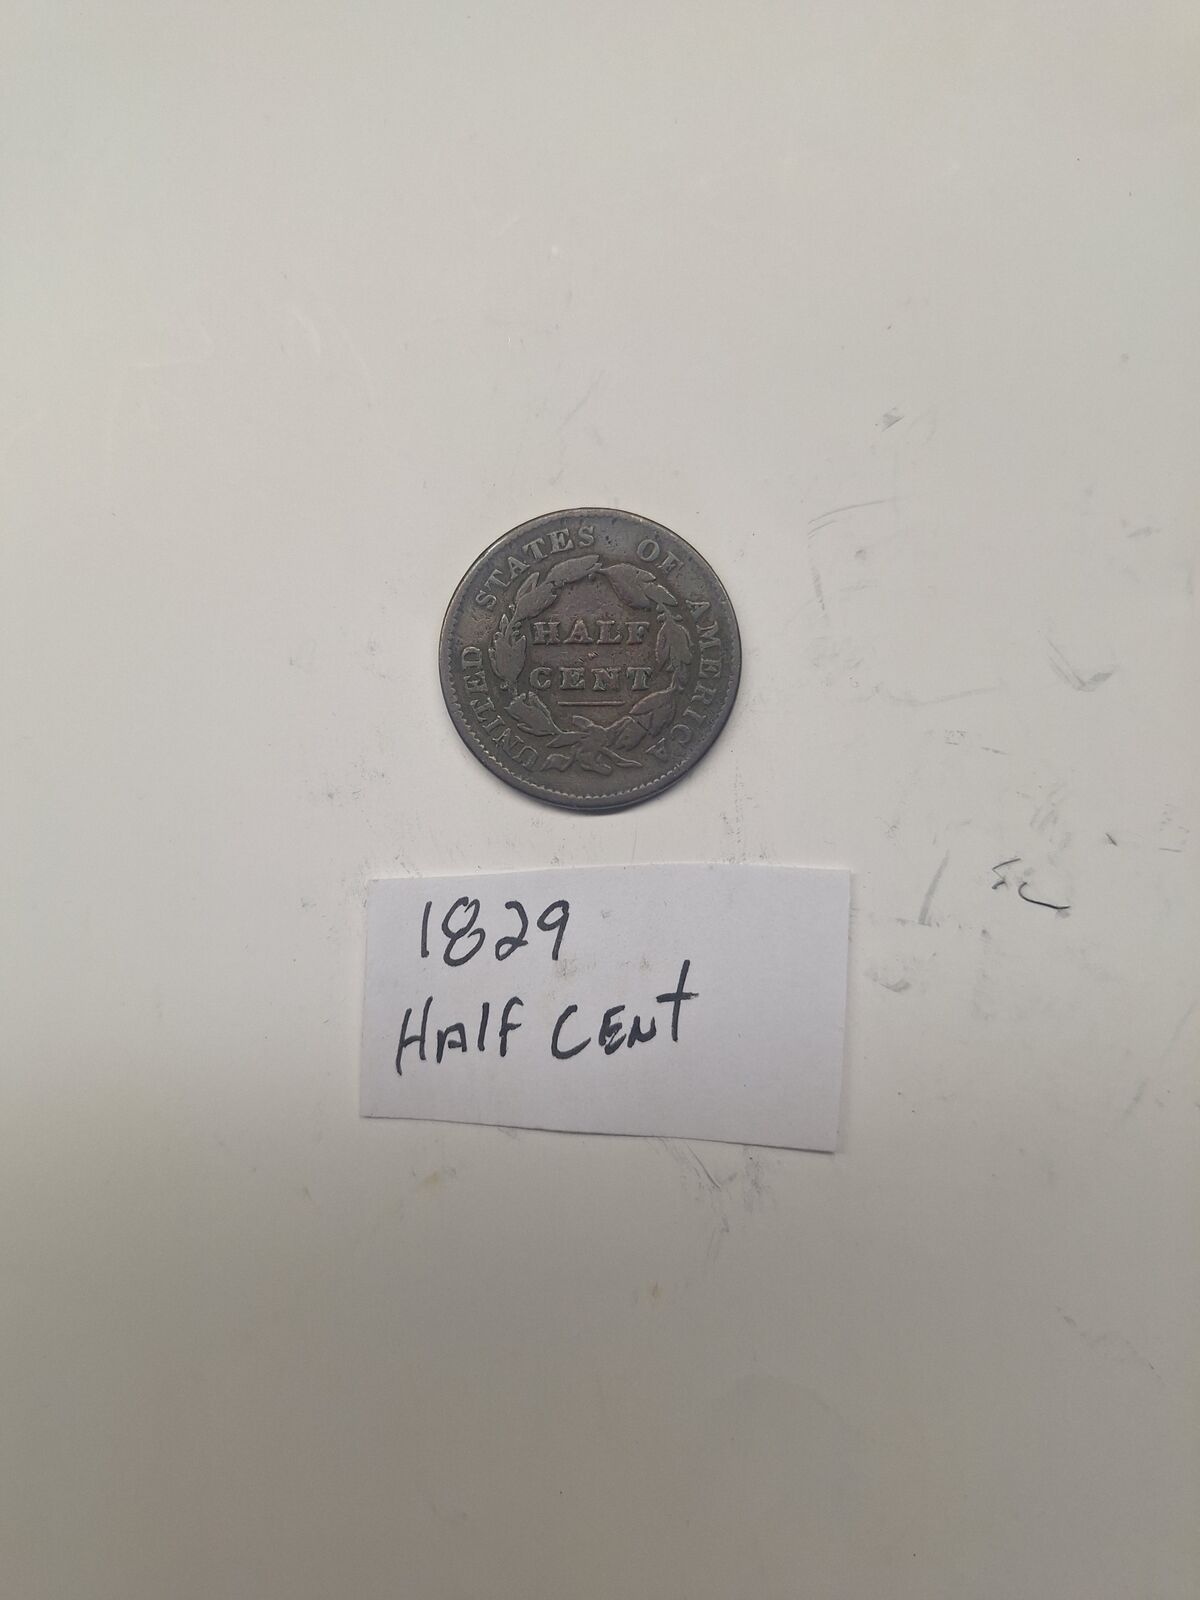 UNITED STATES OF AMERICA
HALF
CENT
1829
HAlf CENt